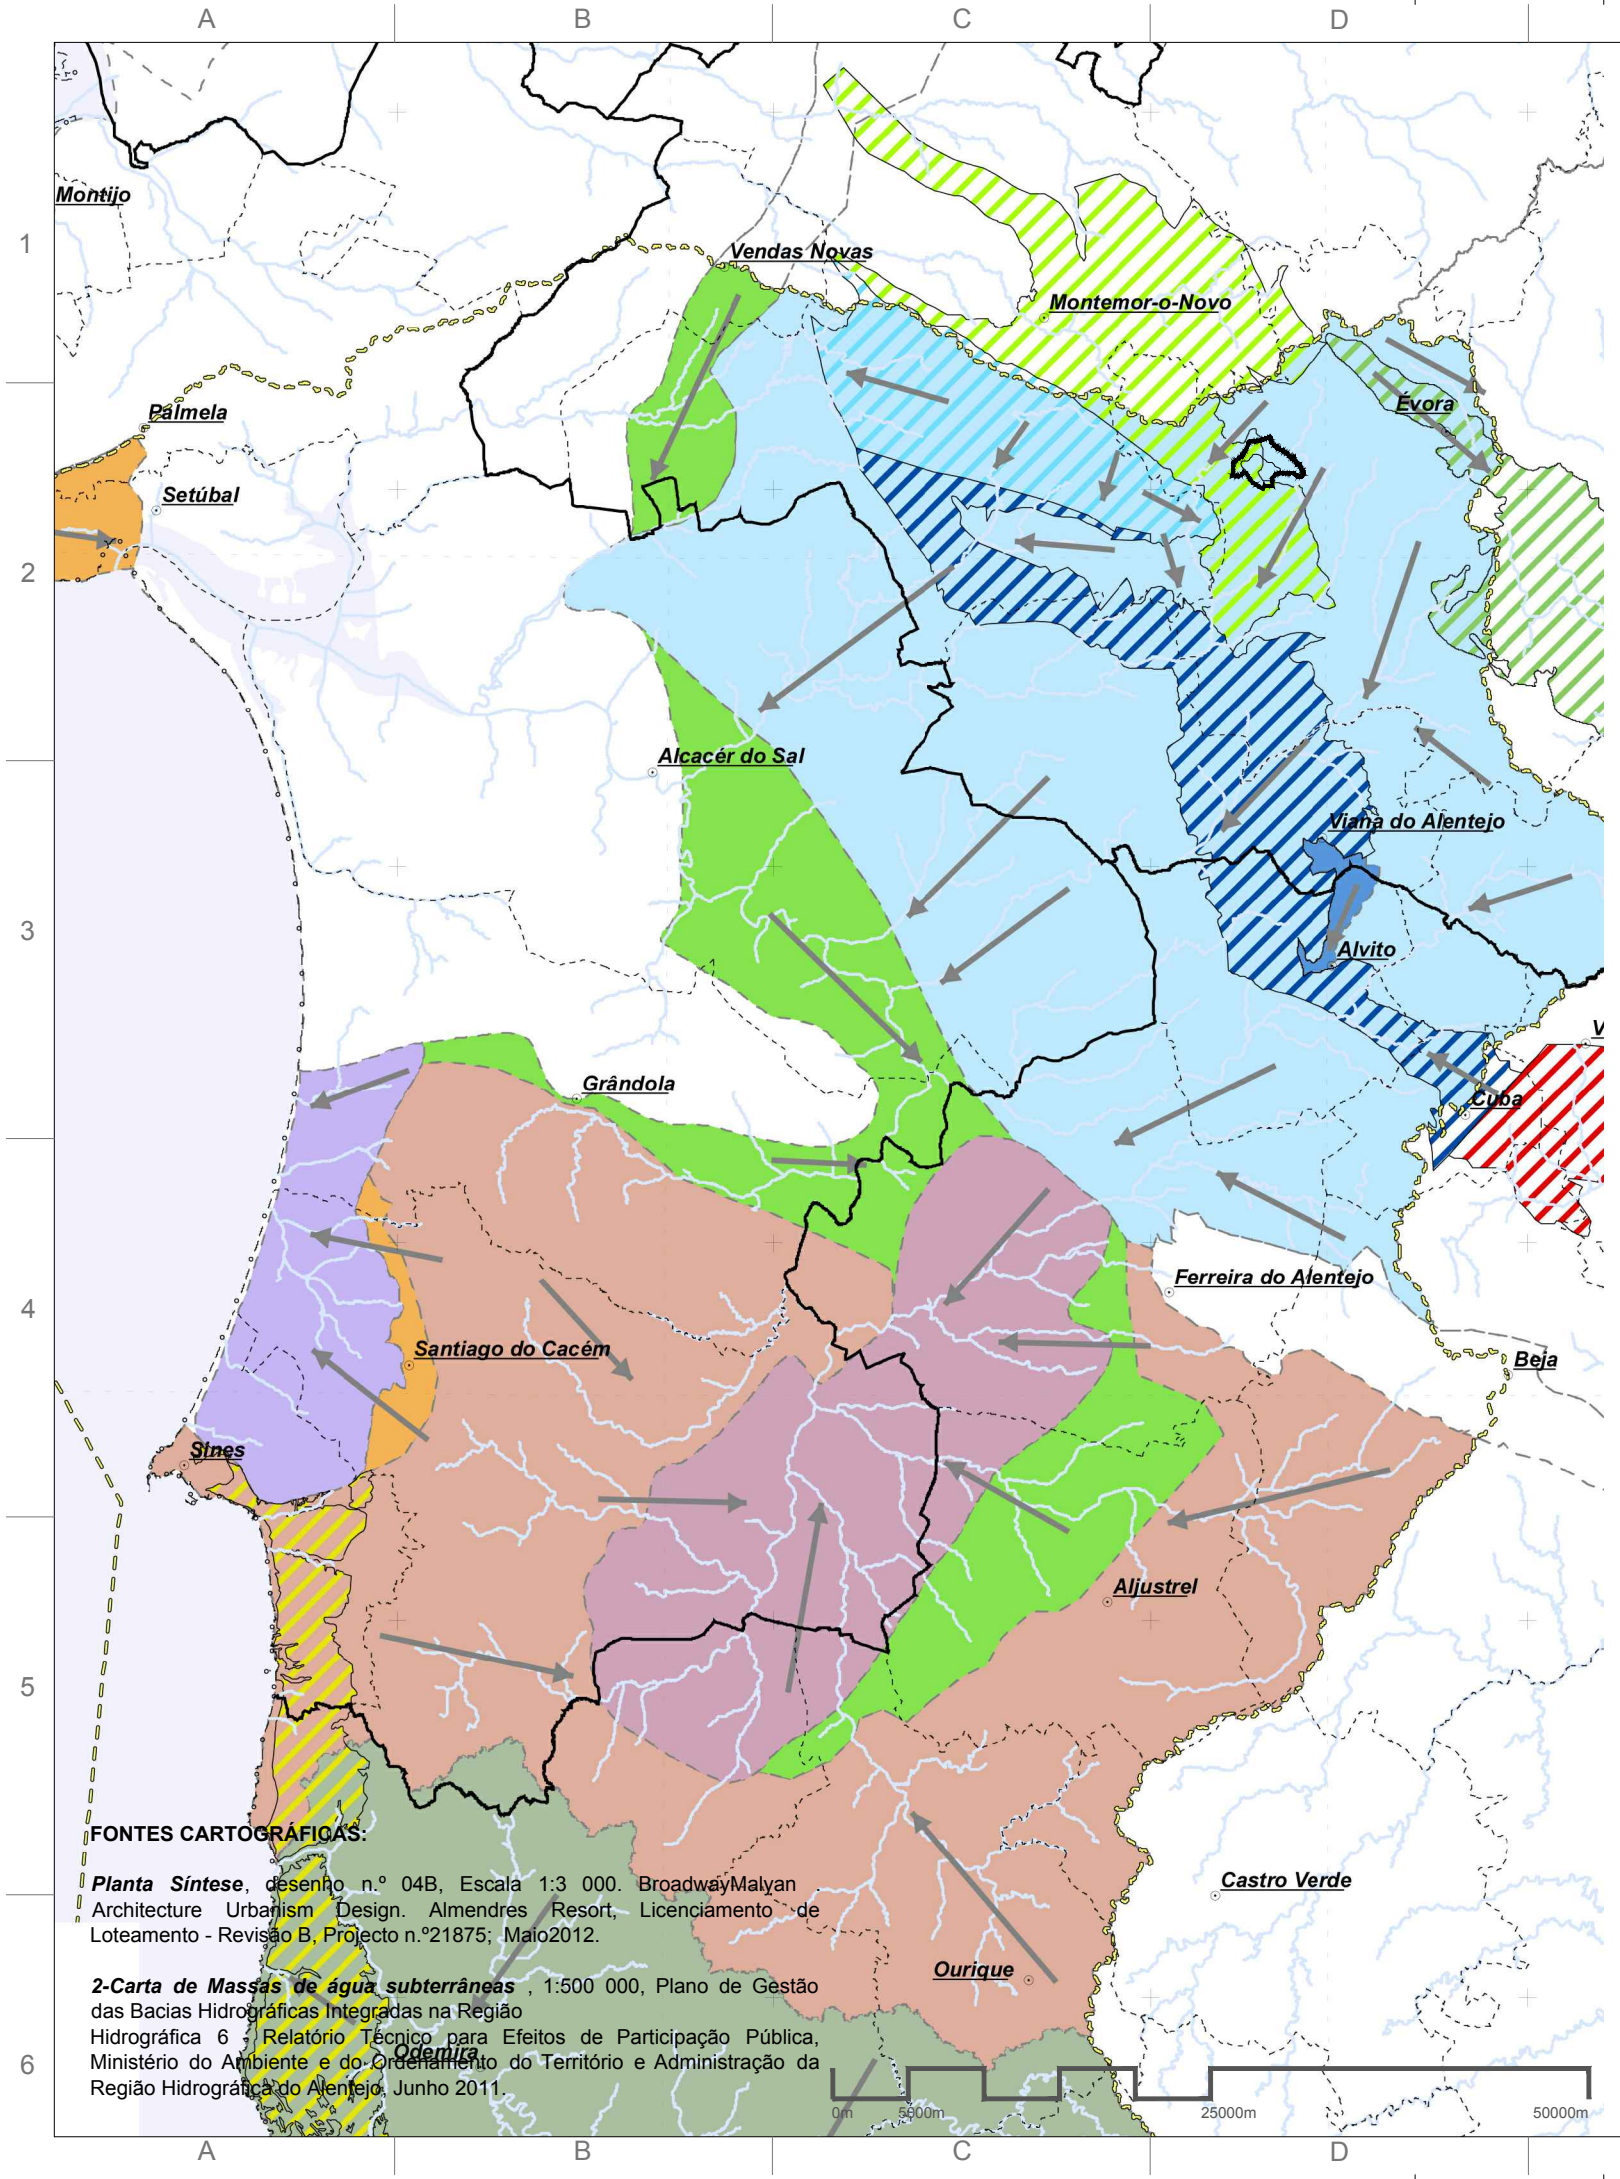 A B C D
Montijo
1
Vendas Novas
Montemor-o-Novo
Palmela
Évora
Setúbal
2
Alcacér do Sal
Viana do Alentejo
3
Alvito
V
Grândola
Cuba
Ferreira do Alentejo
4
Santiago do Cacém
Beja
Sines
Aljustrel
5
FONTES CARTOGRÁFICAS:
Planta Síntese, desenho n.º 04B, Escala 1:3 000. BroadwayMalyan .
Architecture Urbanism Design. Almendres Resort, Licenciamento de
Loteamento - Revisão B, Projecto n.º21875; Maio2012.
Castro Verde
Ourique
2-Carta de Massas de água subterrâneas , 1:500 000, Plano de Gestão
das Bacias Hidrográficas Integradas na Região
Hidrográfica 6 - Relatório Técnico para Efeitos de Participação Pública,
Ministério do Ambiente e do Ordenamento do Território e Administração da
Região Hidrográfica do Alentejo, Junho 2011.
Odemira
6
0m 5000m 25000m 50000m
A B C D